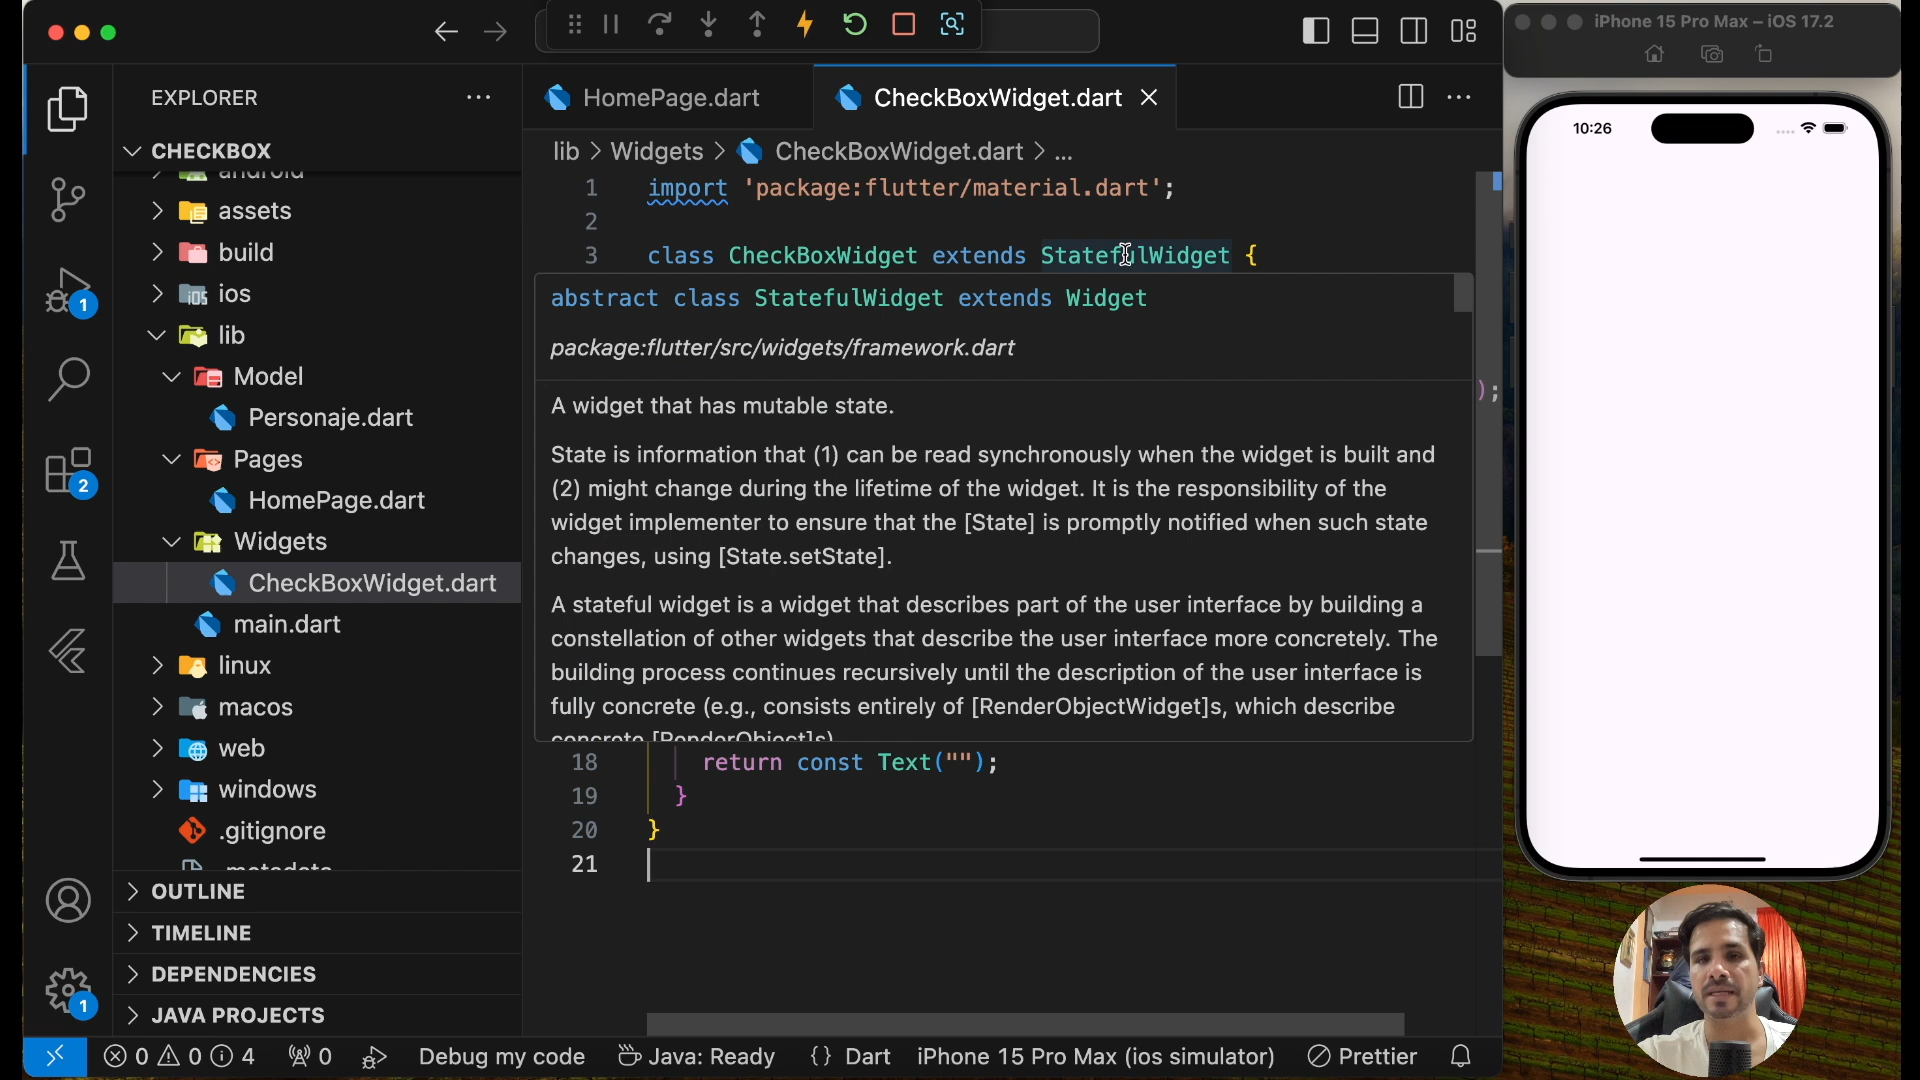 iPhone 15 Pro Max – iOS 17.2
EXPLORER
HomePage.dart
CheckBoxWidget.dart
CHECKBOX
android
assets
build
ios
lib
Model
Personaje.dart
Pages
HomePage.dart
Widgets
CheckBoxWidget.dart
main.dart
linux
macos
web
windows
.gitignore
.metadata
OUTLINE
TIMELINE
DEPENDENCIES
JAVA PROJECTS
1
2
1
lib > Widgets > CheckBoxWidget.dart > ...
1 import 'package:flutter/material.dart';
2
3 class CheckBoxWidget extends StatefulWidget {
abstract class StatefulWidget extends Widget
package:flutter/src/widgets/framework.dart
);
A widget that has mutable state.
State is information that (1) can be read synchronously when the widget is built and
(2) might change during the lifetime of the widget. It is the responsibility of the
widget implementer to ensure that the [State] is promptly notified when such state
changes, using [State.setState].
A stateful widget is a widget that describes part of the user interface by building a
constellation of other widgets that describe the user interface more concretely. The
building process continues recursively until the description of the user interface is
fully concrete (e.g., consists entirely of [RenderObjectWidget]s, which describe
concrete [RenderObject]s).
18 return const Text("");
19 }
20 }
21
10:26
0 0 4 0 Debug my code Java: Ready {} Dart iPhone 15 Pro Max (ios simulator) Prettier